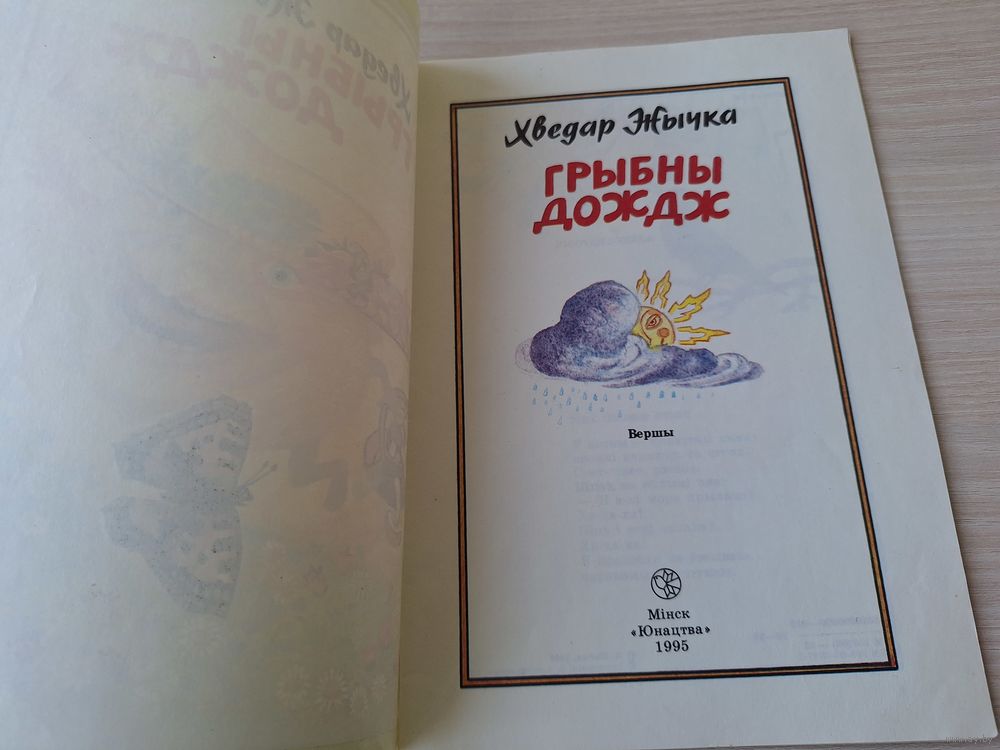 Хведар Жычка
ГРЫБНЫ
ДОЖДЖ
Вершы
Мінск
«Юнацтва»
1995